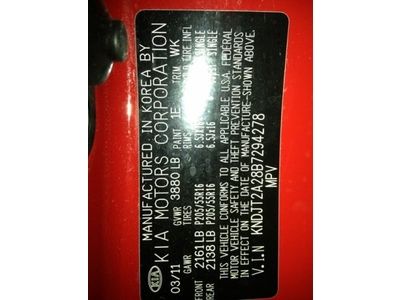 MANUFACTURED IN KOREA BY
KIA MOTORS CORPORATION
KIA
03/11 GVWR 3880 LB PAINT 1E TRIM WK
GAWR TIRES RIMS
FRONT 2161 LB P205/55R16 6.5Jx16 SINGLE
REAR 2138 LB P205/55R16 6.5Jx16 SINGLE
THIS VEHICLE CONFORMS TO ALL APPLICABLE U.S.A. FEDERAL
MOTOR VEHICLE SAFETY AND THEFT PREVENTION STANDARDS
IN EFFECT ON THE DATE OF MANUFACTURE SHOWN ABOVE.
V.I.N KNDJT2A28B7294278
MPV